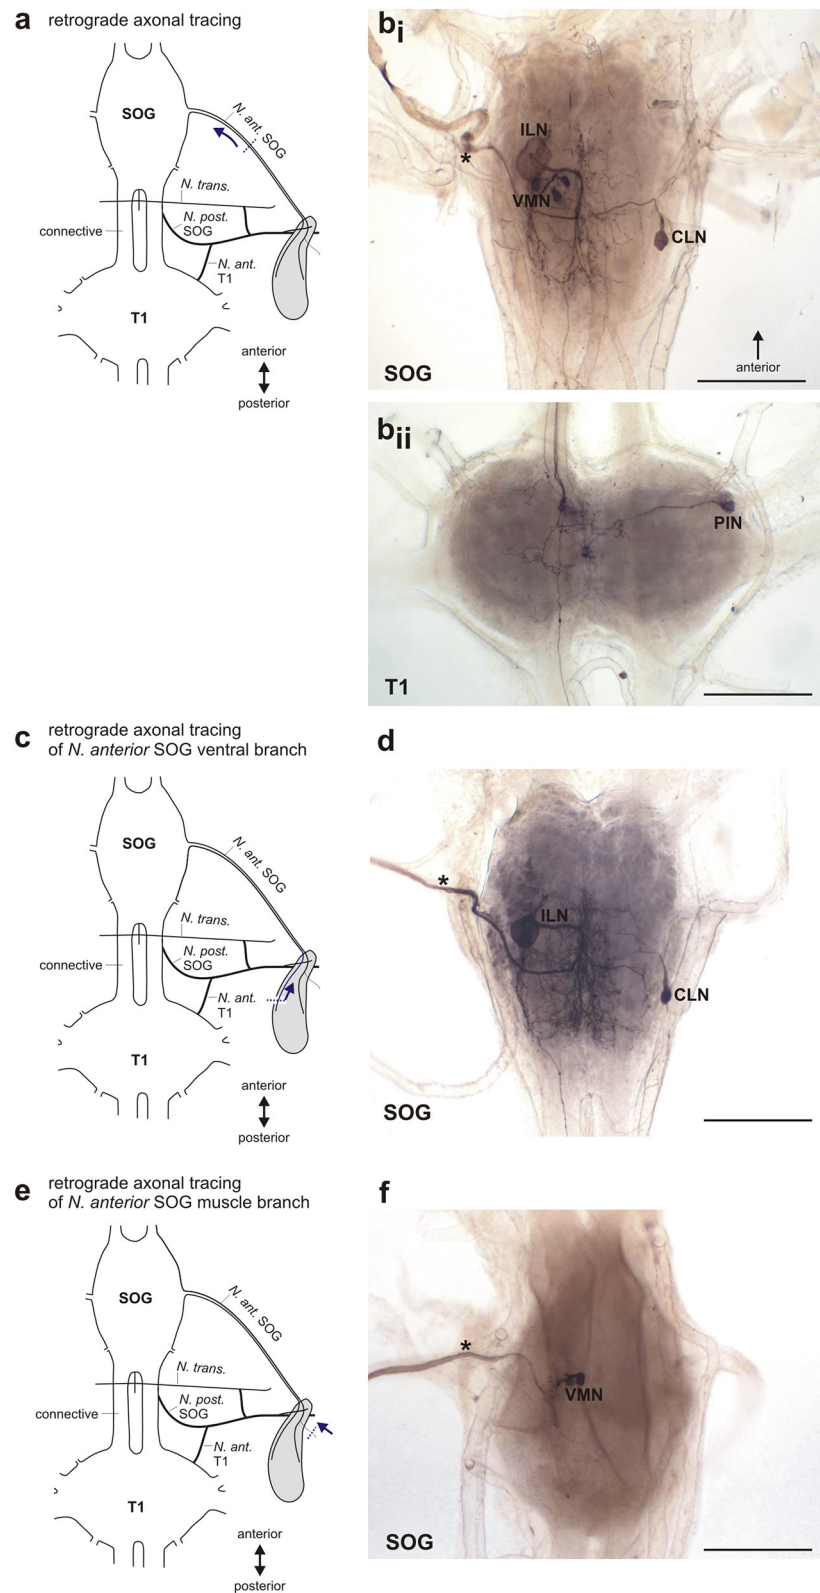 a retrograde axonal tracing
SOG
N. ant. SOG
N. trans.
N. post.
SOG
connective
N. ant.
T1
T1
anterior
posterior
bi
ILN
*
VMN
CLN
anterior
SOG
bii
PIN
T1
c retrograde axonal tracing
of N. anterior SOG ventral branch
SOG
N. ant. SOG
N. trans.
N. post.
SOG
connective
N. ant.
T1
T1
anterior
posterior
d
*
ILN
CLN
SOG
e retrograde axonal tracing
of N. anterior SOG muscle branch
SOG
N. ant. SOG
N. trans.
N. post.
SOG
connective
N. ant.
T1
T1
anterior
posterior
f
*
VMN
SOG